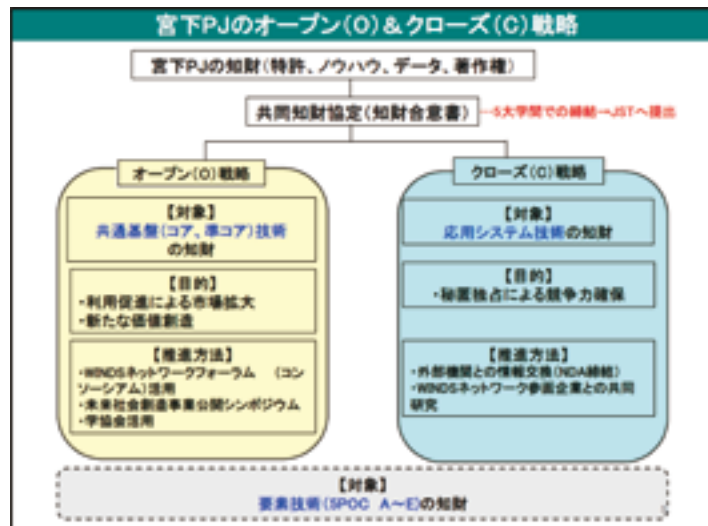 宮下PJのオープン(O)&クローズ(C)戦略
宮下PJの知財(特許、ノウハウ、データ、著作権)
共同知財協定(知財合意書)
…5大学間での締結→JSTへ提出
オープン(O)戦略
【対象】
共通基盤(コア、準コア)技術
の知財
【目的】
・利用促進による市場拡大
・新たな価値創造
【推進方法】
・WINDSネットワークフォーラム (コン
ソーシアム)活用
・未来社会創造事業公開シンポジウム
・学協会活用
クローズ(C)戦略
【対象】
応用システム技術の知財
【目的】
・秘匿独占による競争力確保
【推進方法】
・外部機関との情報交換(NDA締結)
・WINDSネットワーク参画企業との共同
研究
【対象】
要素技術(5POC A~E)の知財